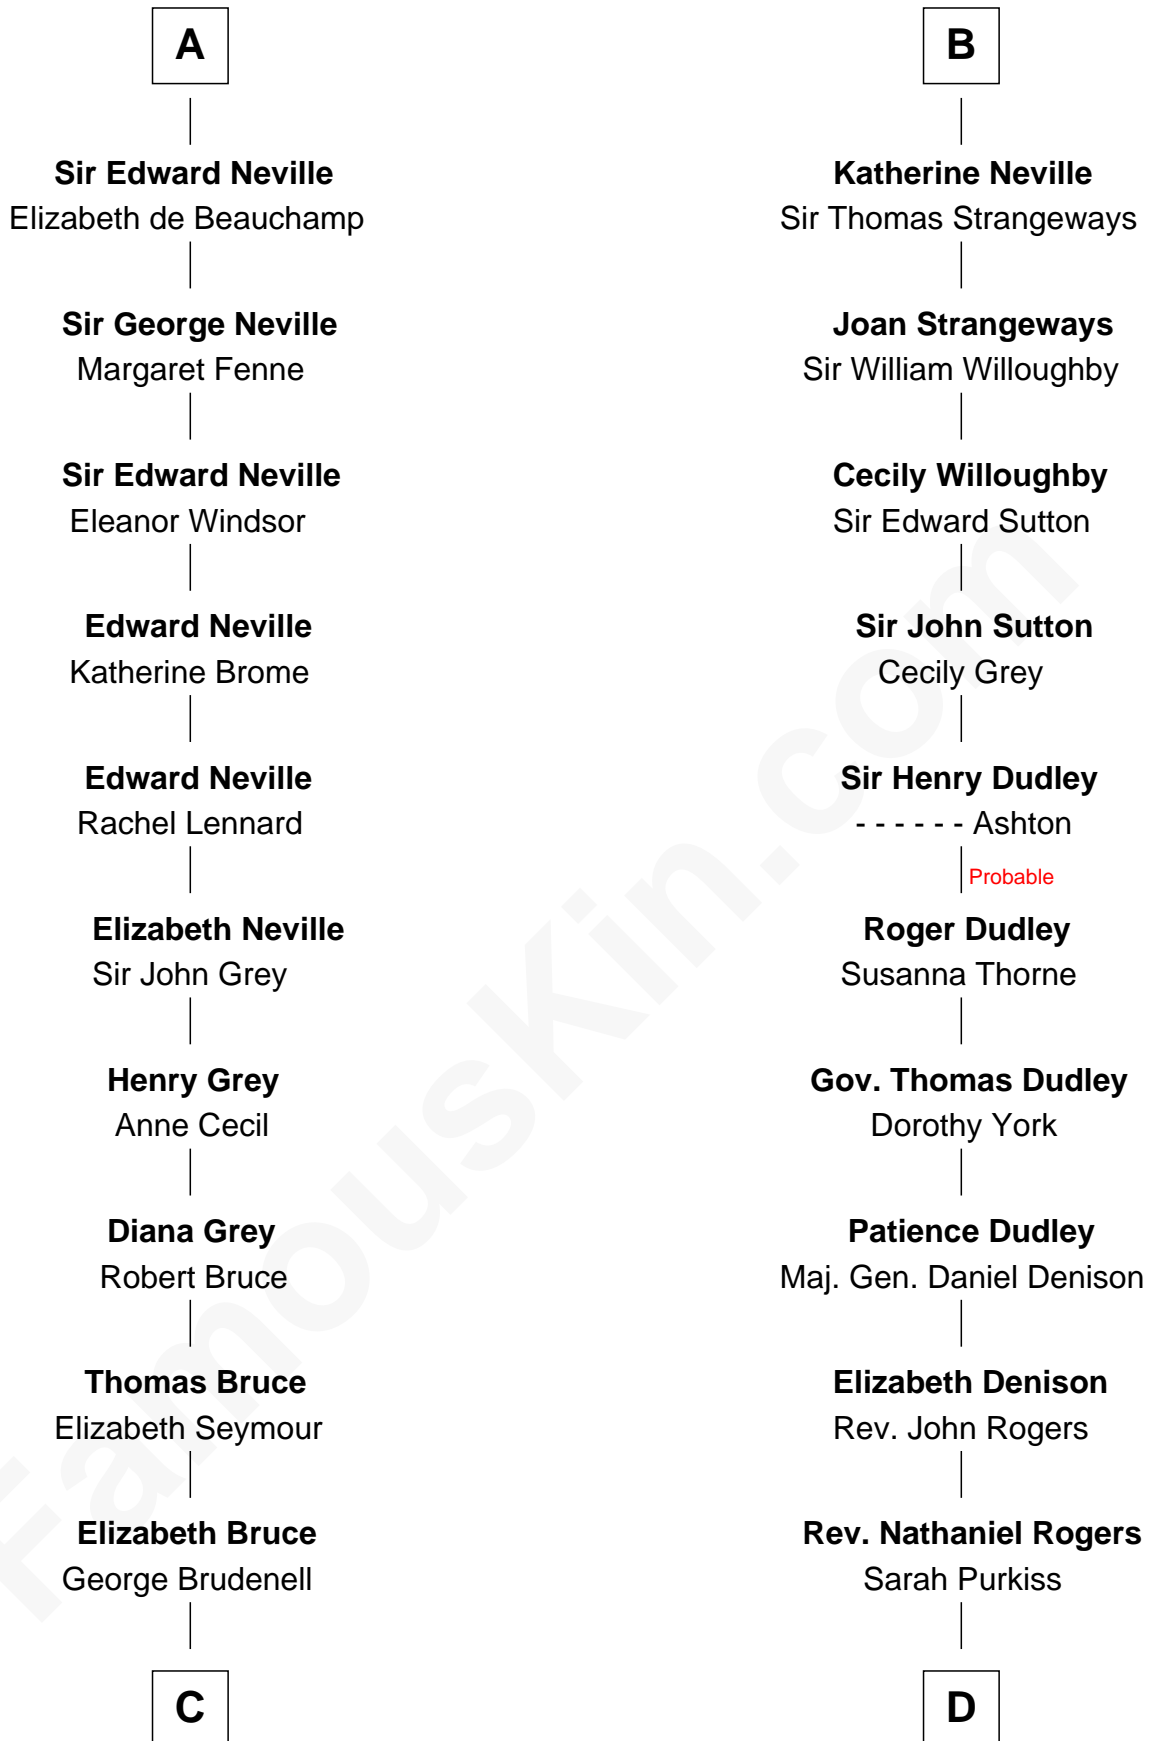 A
Sir Edward Neville
Elizabeth de Beauchamp
Sir George Neville
Margaret Fenne
Sir Edward Neville
Eleanor Windsor
Edward Neville
Katherine Brome
Edward Neville
Rachel Lennard
Elizabeth Neville
Sir John Grey
Henry Grey
Anne Cecil
Diana Grey
Robert Bruce
Thomas Bruce
Elizabeth Seymour
Elizabeth Bruce
George Brudenell
C
B
Katherine Neville
Sir Thomas Strangeways
Joan Strangeways
Sir William Willoughby
Cecily Willoughby
Sir Edward Sutton
Sir John Sutton
Cecily Grey
Sir Henry Dudley
- - - - - - Ashton
Probable
Roger Dudley
Susanna Thorne
Gov. Thomas Dudley
Dorothy York
Patience Dudley
Maj. Gen. Daniel Denison
Elizabeth Denison
Rev. John Rogers
Rev. Nathaniel Rogers
Sarah Purkiss
D
FamousKin.com